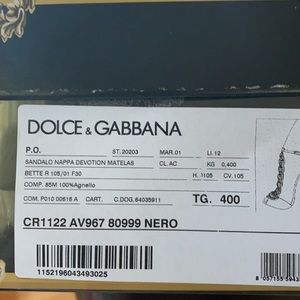 DOLCE & GABBANA
P.O. ST. 20203 MAR.01 LI.12
SANDALO NAPPA DEVOTION MATELAS CL.AC KG 0,400
BETTE R 105/01 F30 H. 105 CV.105
COMP. 85M 100%Agnello
COM. P010 00616 A CART. C.DOG.64035911 TG. 400
CR1122 AV967 80999 NERO
1152196043493025